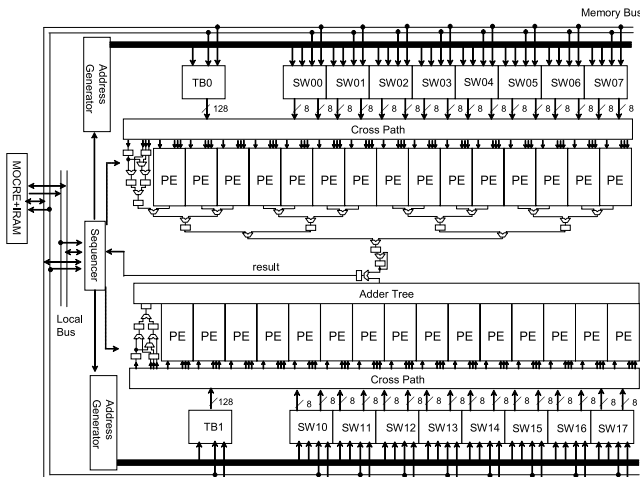 Memory Bus
Address Generator
TB0 SW00 SW01 SW02 SW03 SW04 SW05 SW06 SW07
128 8 8 8 8 8 8 8 8 8 8 8 8 8 8 8 8
Cross Path
MOCRE+IRAM
PE PE PE PE PE PE PE PE PE PE PE PE PE PE PE
Sequencer
result
Local
Bus
Adder Tree
PE PE PE PE PE PE PE PE PE PE PE PE PE PE PE
Cross Path
Address Generator
128 8 8 8 8 8 8 8 8 8 8 8 8 8 8 8 8
TB1 SW10 SW11 SW12 SW13 SW14 SW15 SW16 SW17